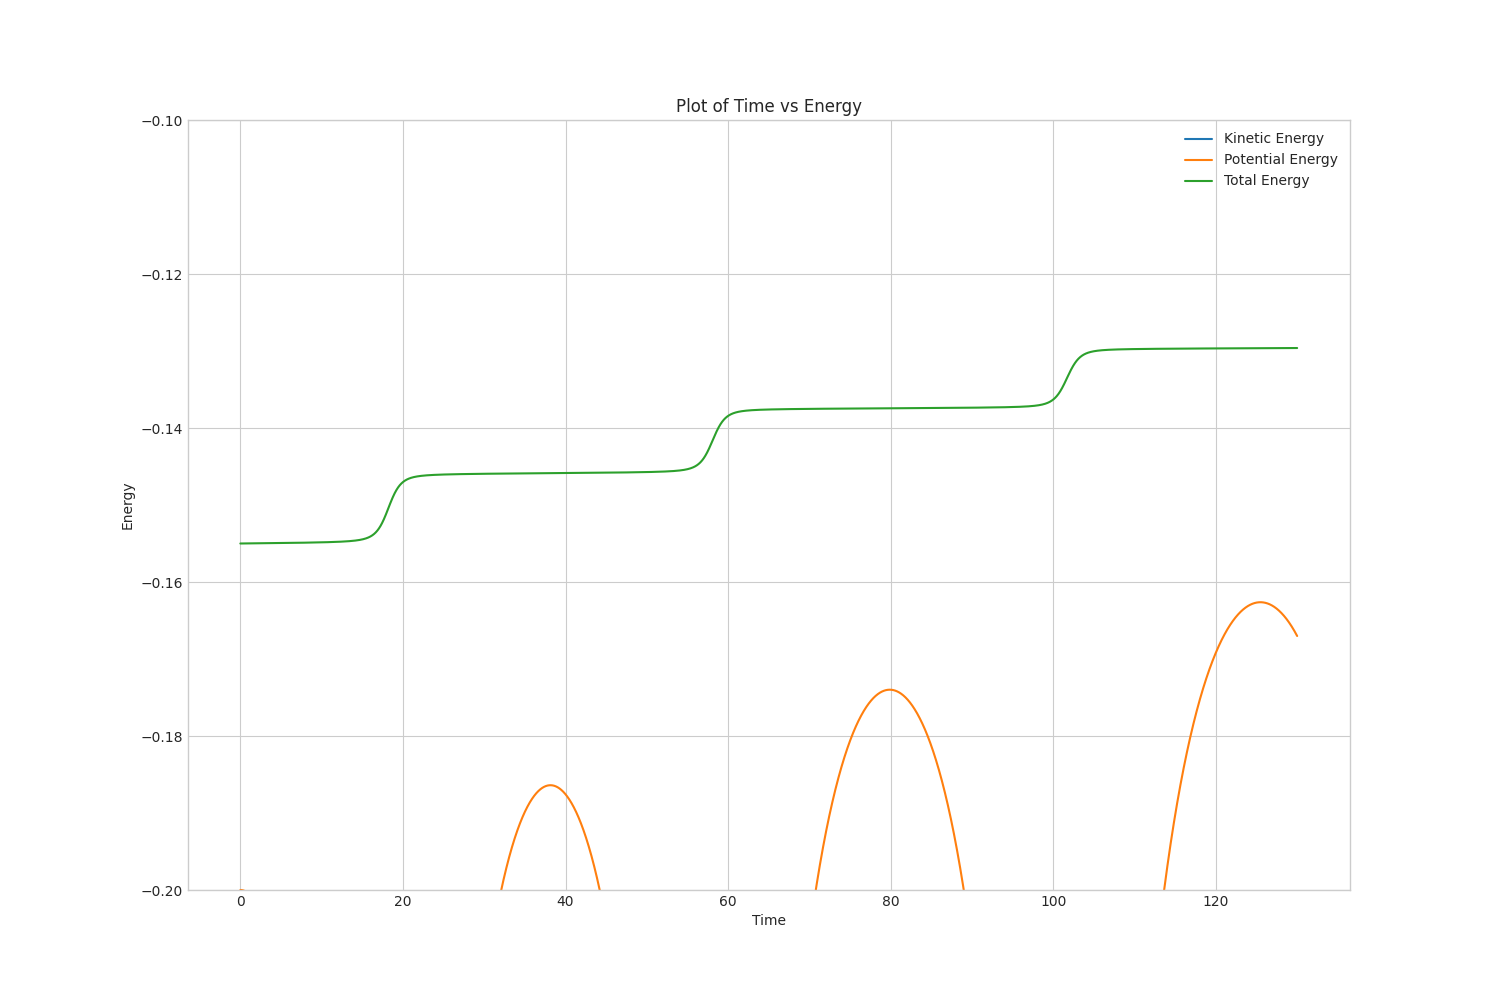 Plot of Time vs Energy
Kinetic Energy
Potential Energy
Total Energy
−0.10
−0.12
−0.14
−0.16
−0.18
−0.20
Energy
0 20 40 60 80 100 120
Time